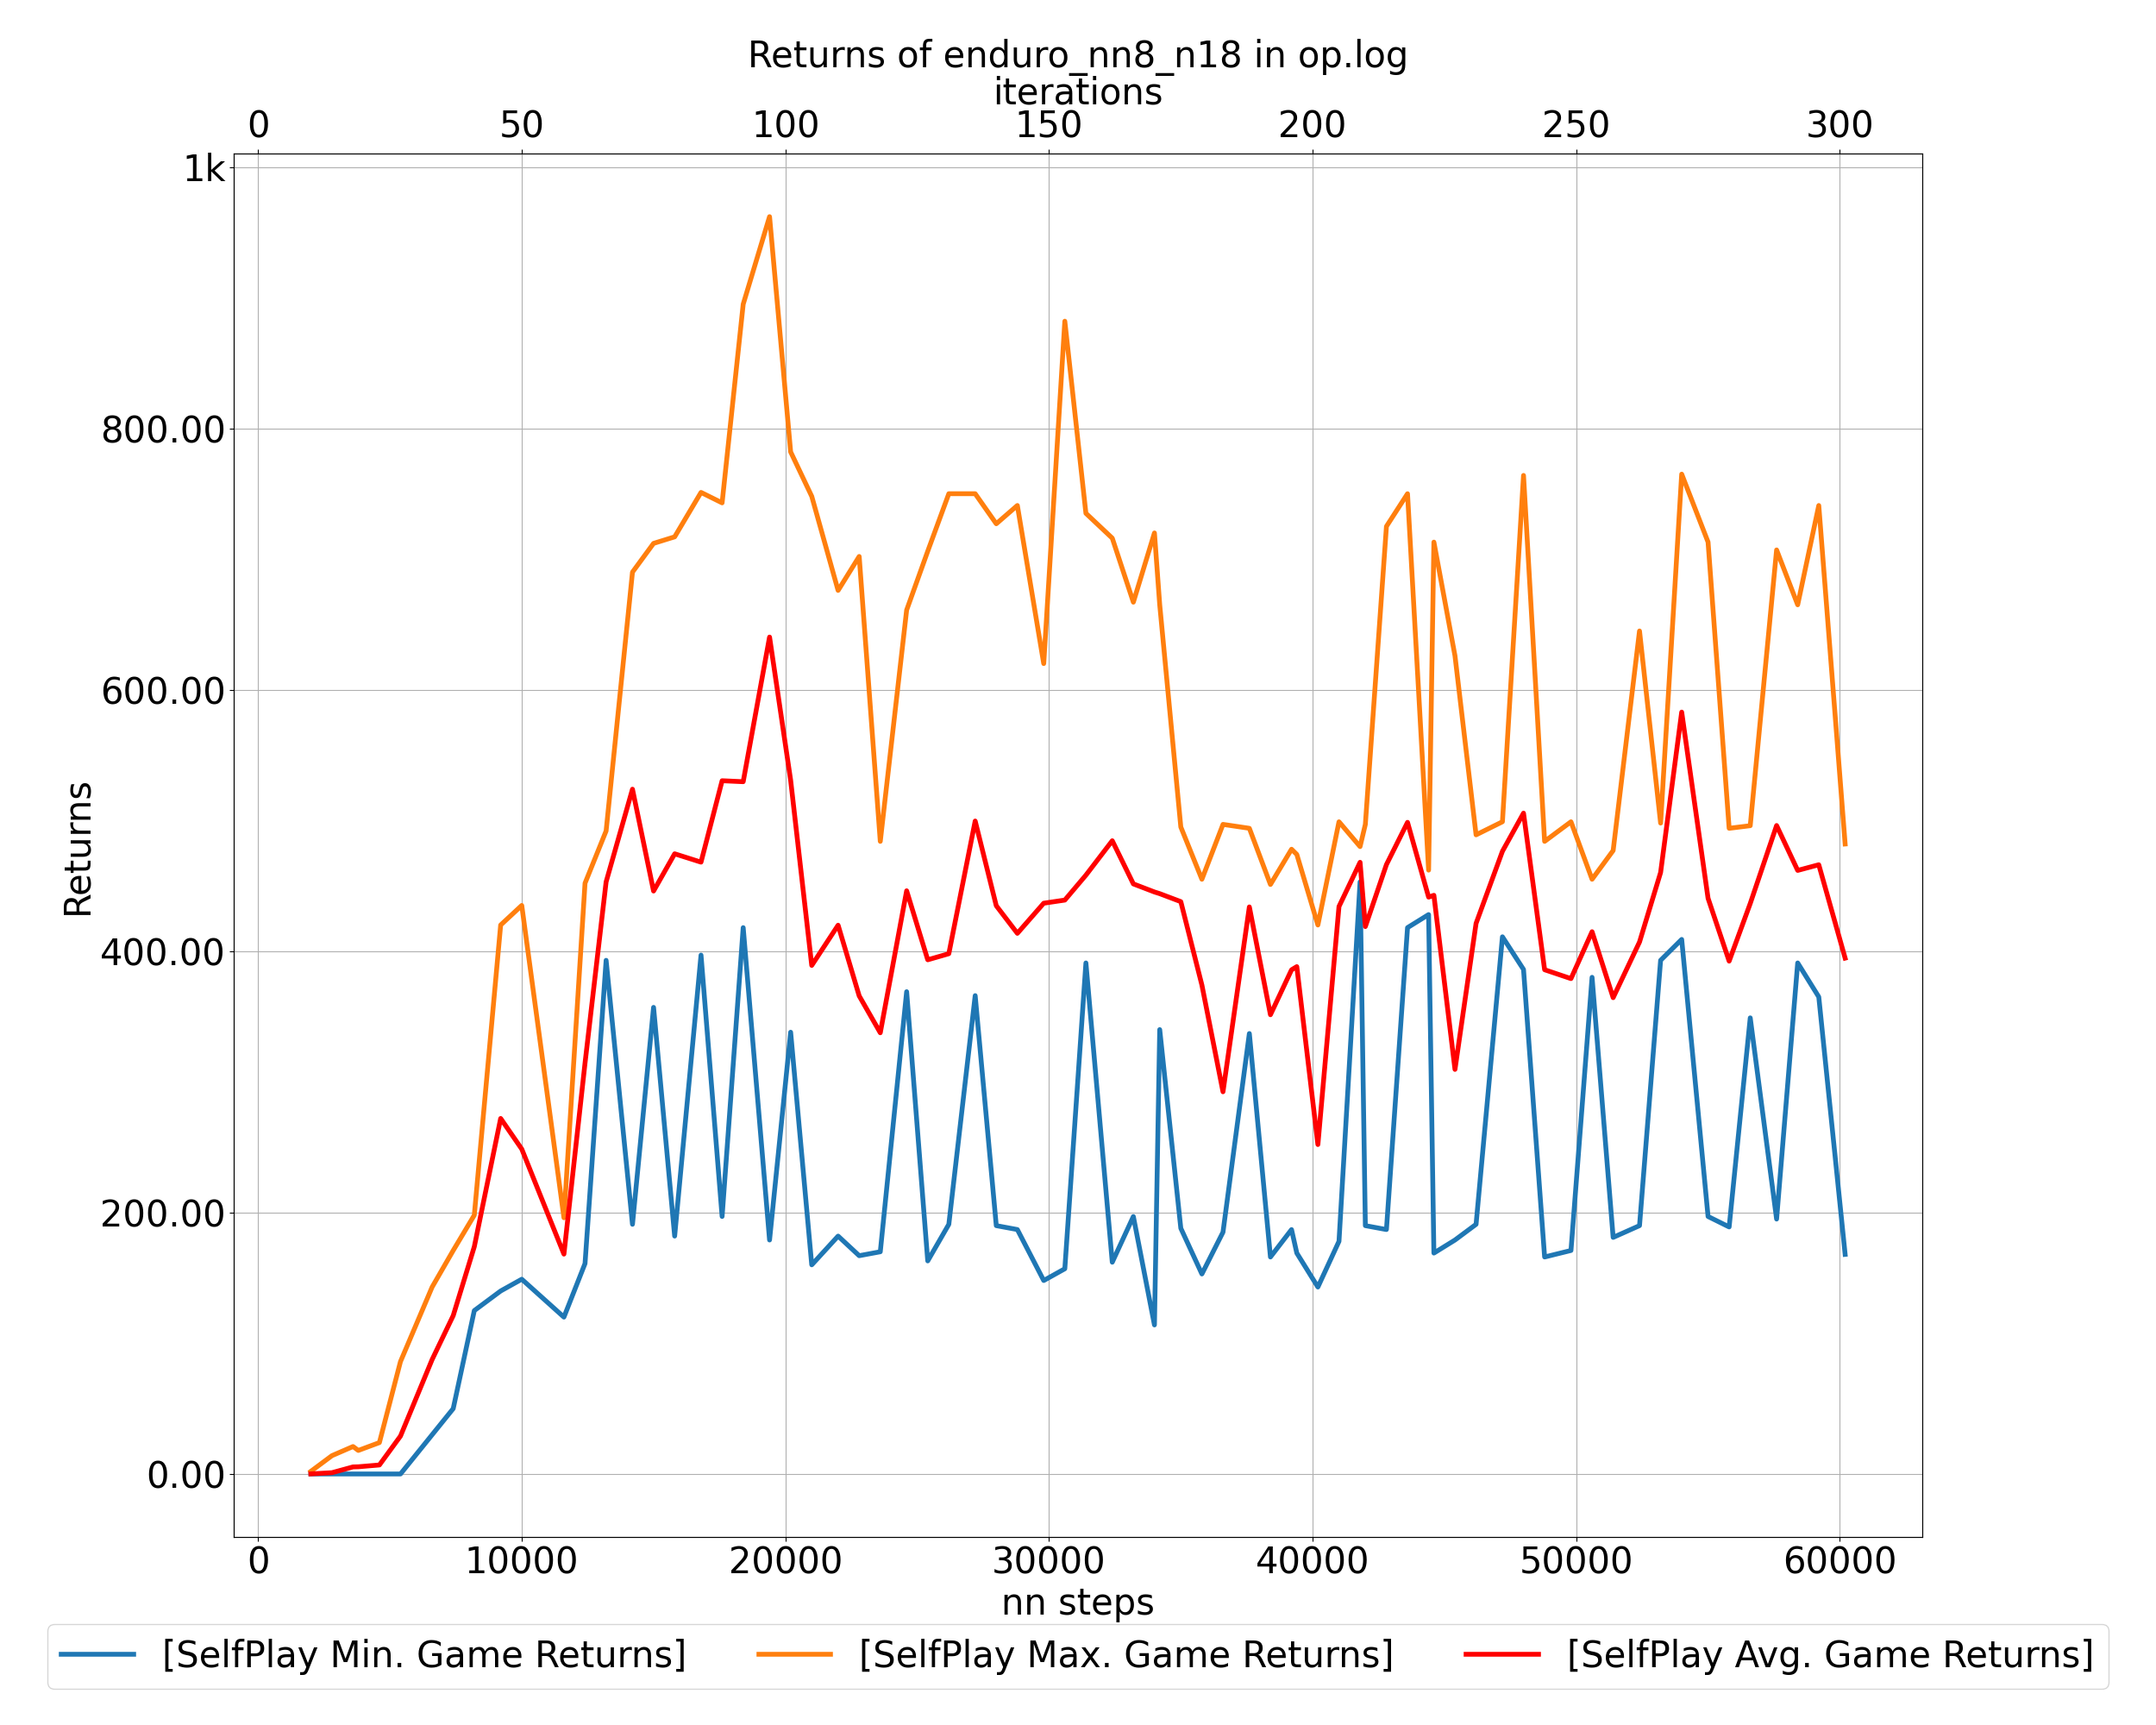 Returns of enduro_nn8_n18 in op.log
iterations
0 50 100 150 200 250 300
1k
800.00
600.00
400.00
200.00
0.00
Returns
0 10000 20000 30000 40000 50000 60000
nn steps
[SelfPlay Min. Game Returns] [SelfPlay Max. Game Returns] [SelfPlay Avg. Game Returns]